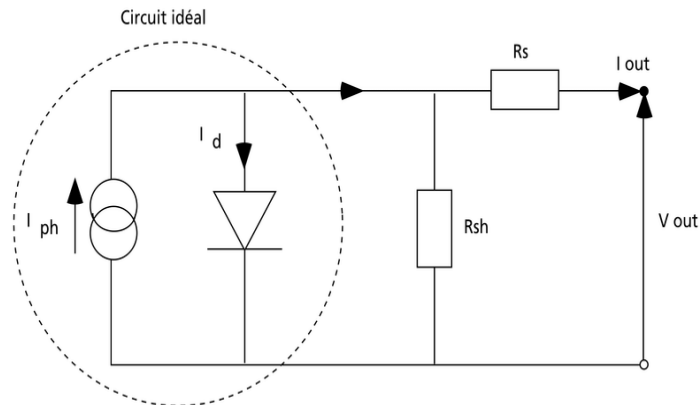 Circuit idéal
Rs
I out
I d
I ph
Rsh
V out